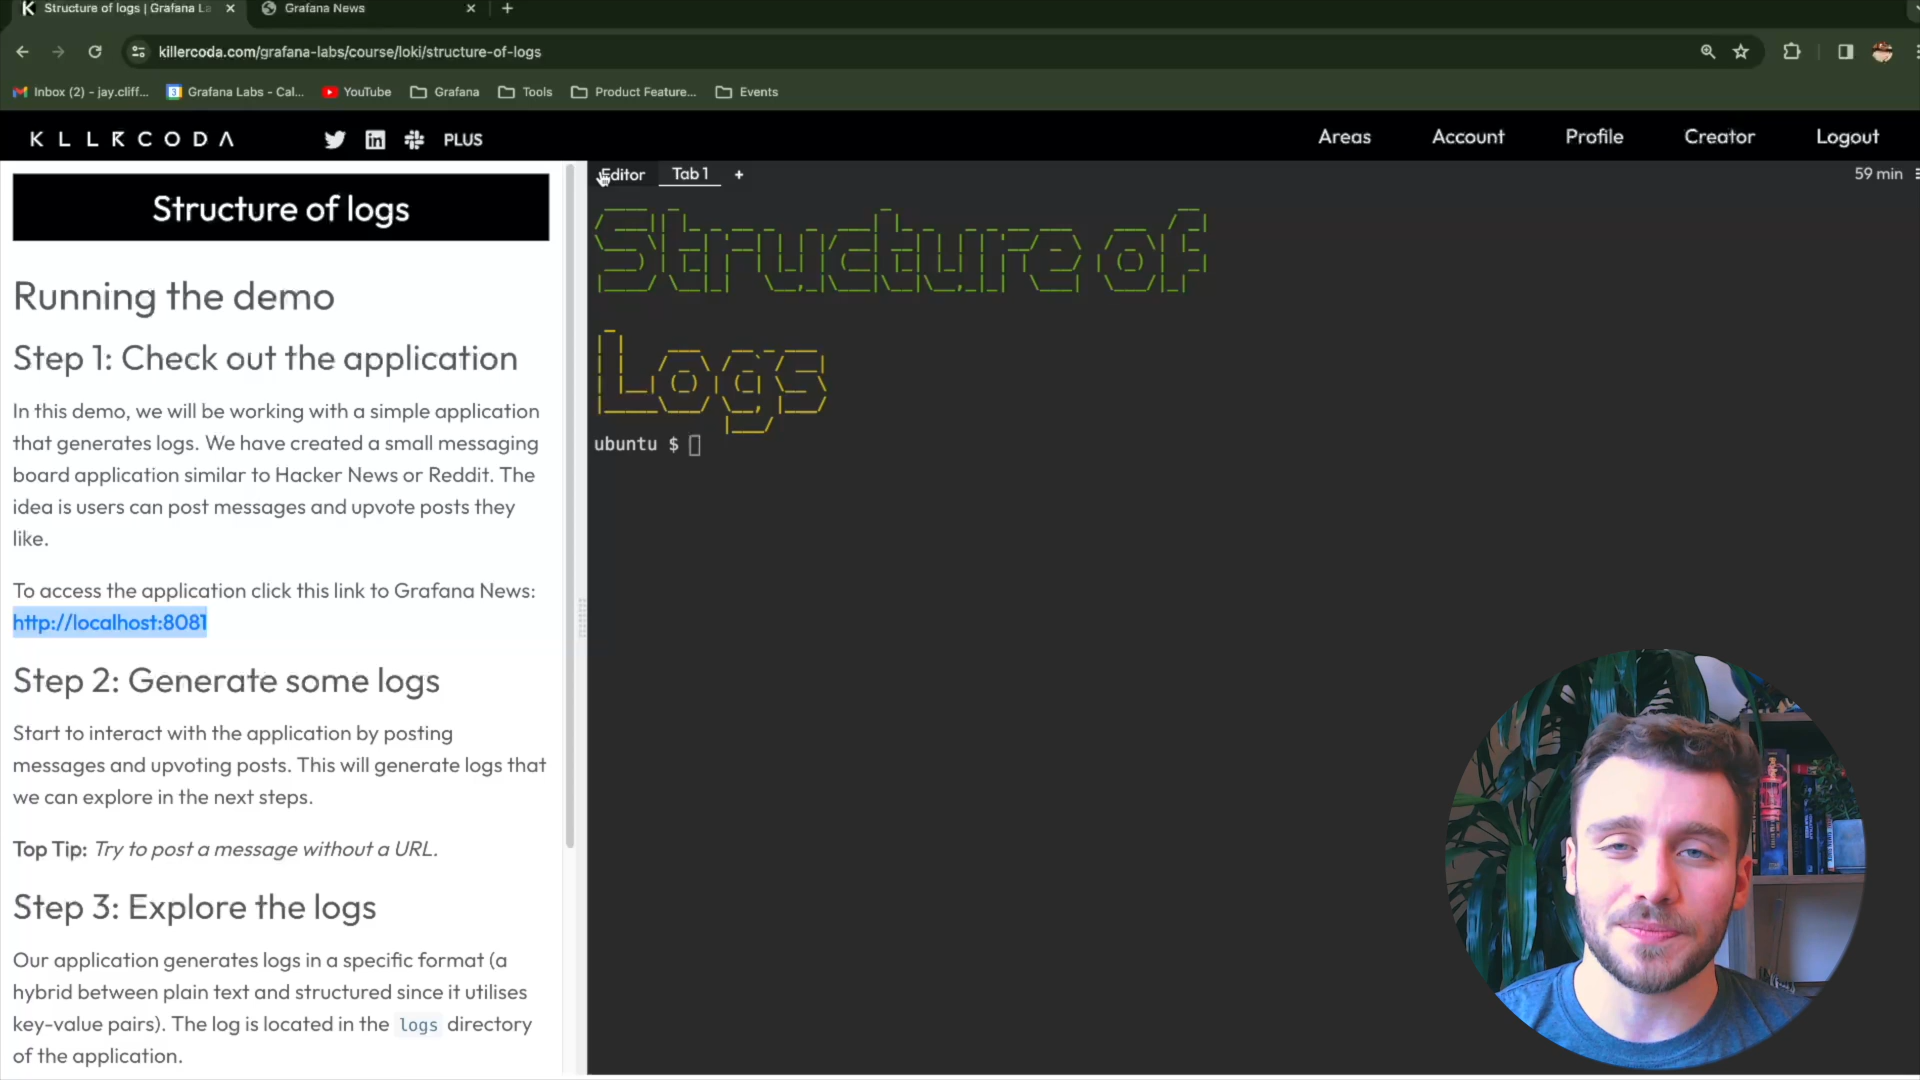 Structure of logs | Grafana La
Grafana News
killercoda.com/grafana-labs/course/loki/structure-of-logs
Inbox (2) - jay.cliff...
Grafana Labs - Cal...
YouTube
Grafana
Tools
Product Feature...
Events
KLLRCODA
PLUS
Areas
Account
Profile
Creator
Logout
Editor
Tab 1
+
59 min
Structure of logs
Running the demo
Step 1: Check out the application
In this demo, we will be working with a simple application
that generates logs. We have created a small messaging
board application similar to Hacker News or Reddit. The
idea is users can post messages and upvote posts they
like.
To access the application click this link to Grafana News:
http://localhost:8081
Step 2: Generate some logs
Start to interact with the application by posting
messages and upvoting posts. This will generate logs that
we can explore in the next steps.
Top Tip: Try to post a message without a URL.
Step 3: Explore the logs
Our application generates logs in a specific format (a
hybrid between plain text and structured since it utilises
key-value pairs). The log is located in the logs directory
of the application.
Structure of
Logs
ubuntu $